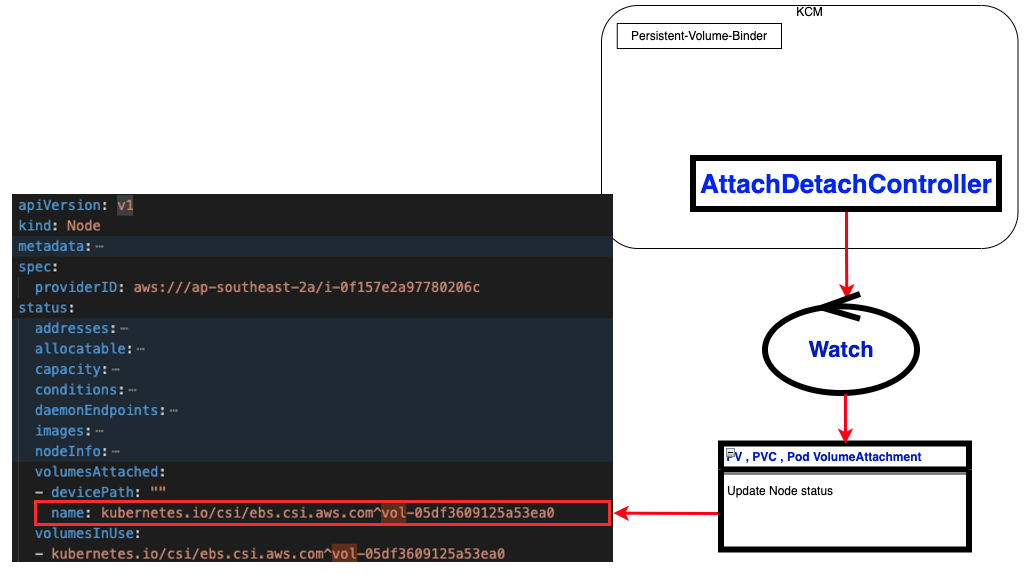 KCM
Persistent-Volume-Binder
AttachDetachController
Watch
PV , PVC , Pod VolumeAttachment
Update Node status
apiVersion: v1
kind: Node
metadata:⋯
spec:
providerID: aws:///ap-southeast-2a/i-0f157e2a97780206c
status:
addresses:⋯
allocatable:⋯
capacity:⋯
conditions:⋯
daemonEndpoints:⋯
images:⋯
nodeInfo:⋯
volumesAttached:
- devicePath: ""
name: kubernetes.io/csi/ebs.csi.aws.com^vol-05df3609125a53ea0
volumesInUse:
- kubernetes.io/csi/ebs.csi.aws.com^vol-05df3609125a53ea0